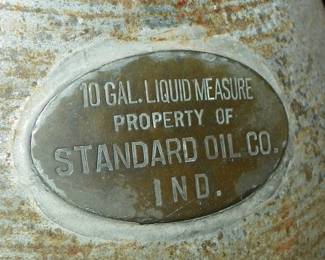 10 GAL. LIQUID MEASURE
PROPERTY OF
STANDARD OIL CO.
IND.